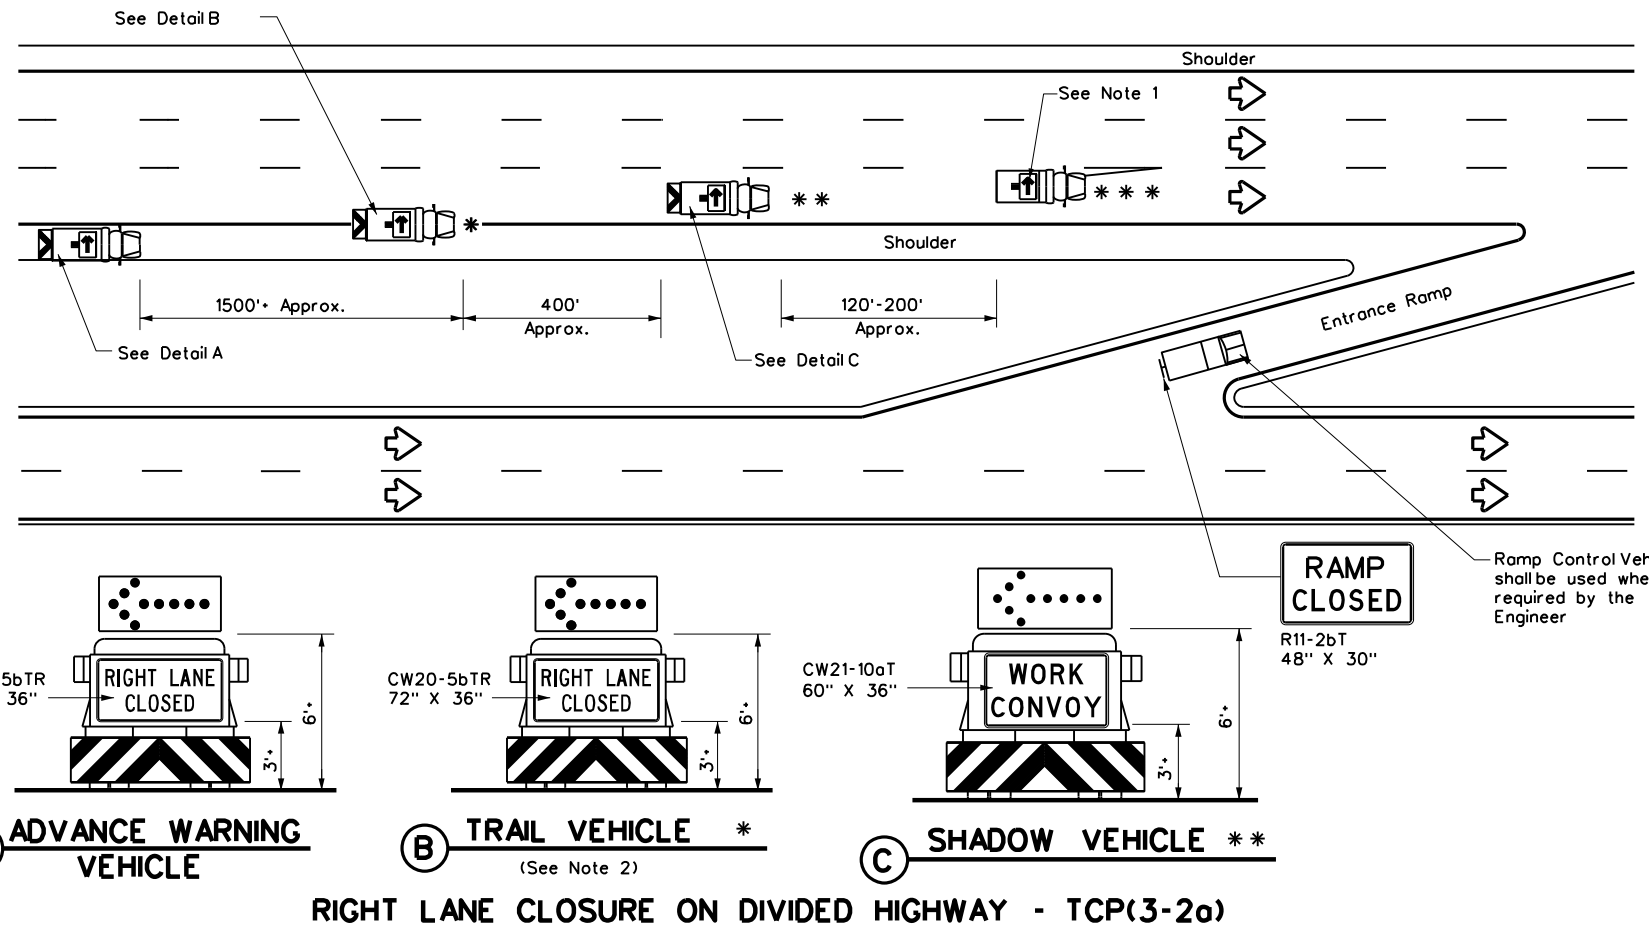 See Detail B
Shoulder
See Note 1
*
* *
* * *
Shoulder
1500'+ Approx.
400'
Approx.
120'-200'
Approx.
See Detail A
See Detail C
Entrance Ramp
RAMP
CLOSED
R11-2bT
48" X 30"
Ramp Control Veh
shall be used whe
required by the
Engineer
5bTR
36"
RIGHT LANE
CLOSED
6'+
3'+
CW20-5bTR
72" X 36"
RIGHT LANE
CLOSED
6'+
3'+
CW21-10aT
60" X 36"
WORK
CONVOY
6'+
3'+
ADVANCE WARNING
VEHICLE
B TRAIL VEHICLE *
(See Note 2)
C SHADOW VEHICLE * *
RIGHT LANE CLOSURE ON DIVIDED HIGHWAY - TCP(3-2a)